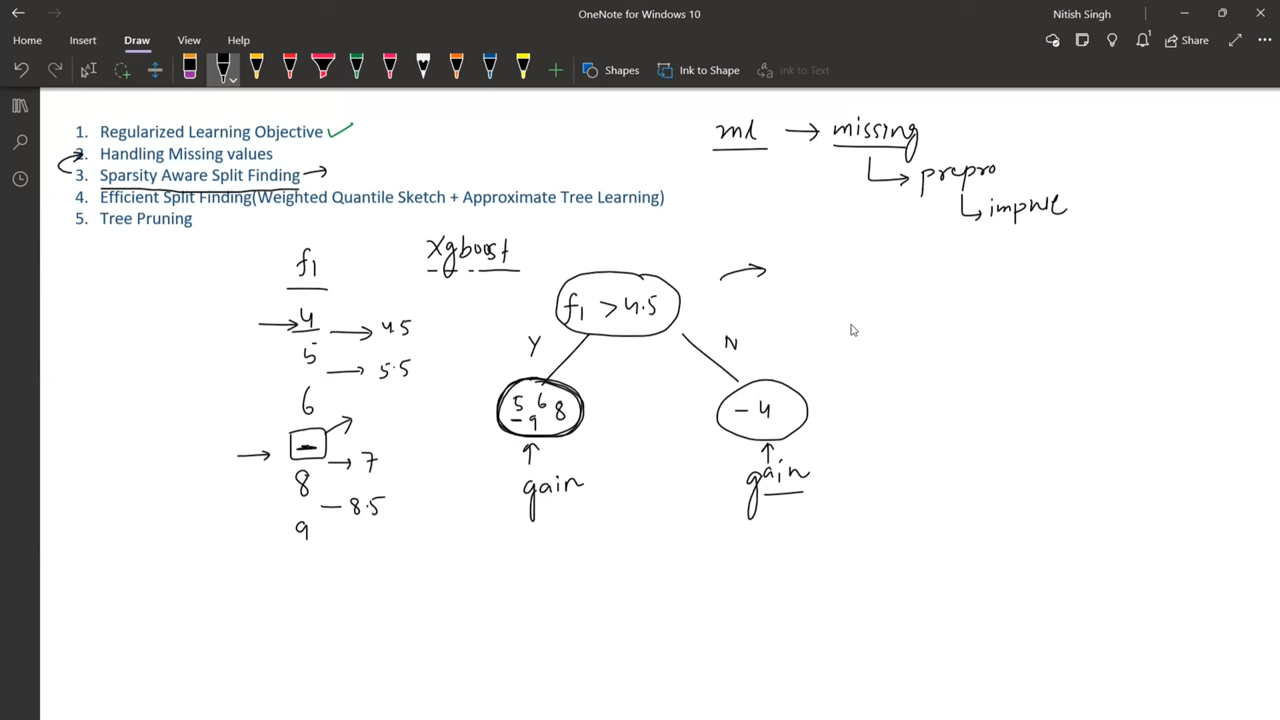 OneNote for Windows 10
Nitish Singh
Home Insert Draw View Help
Share
Shapes
Ink to Shape
Ink to Text
1. Regularized Learning Objective
2. Handling Missing values
3. Sparsity Aware Split Finding
4. Efficient Split Finding(Weighted Quantile Sketch + Approximate Tree Learning)
5. Tree Pruning
ml → missing
prepro
impute
f1
4 → 4.5
5 → 5.5
6
-
→ 7
8
- 8.5
9
Xgboost
f1 > 4.5
Y N
5 6 8
- 9
- 4
gain gain